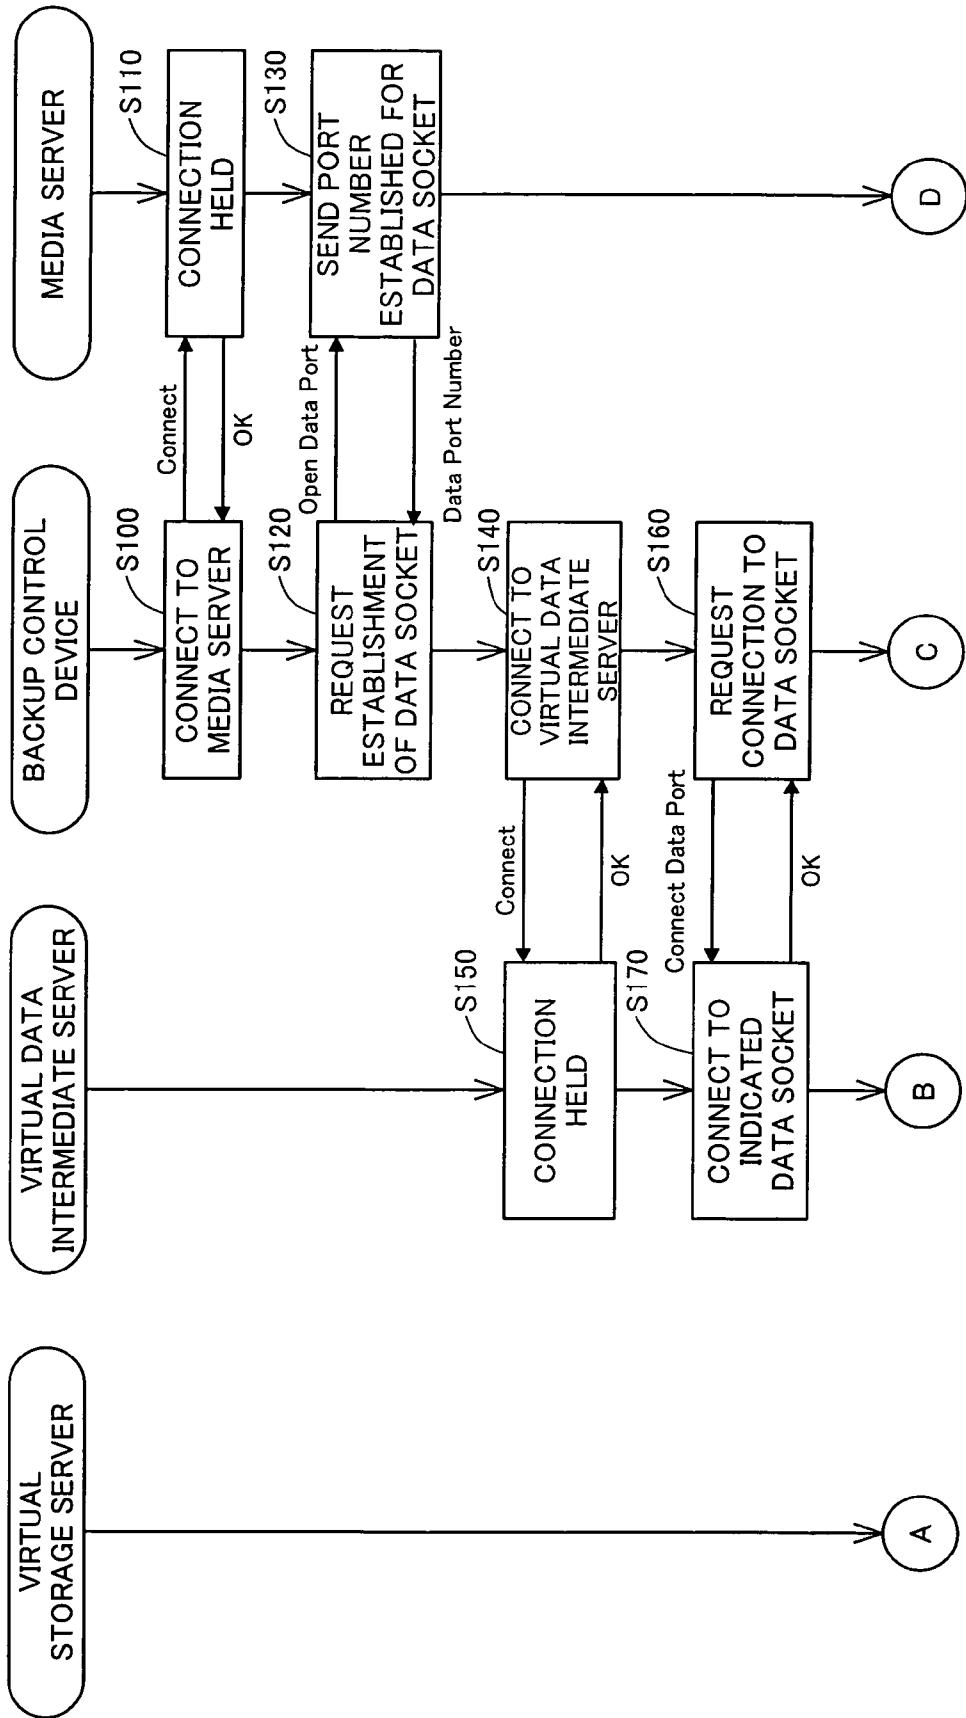 VIRTUAL
STORAGE SERVER
VIRTUAL DATA
INTERMEDIATE SERVER
BACKUP CONTROL
DEVICE
MEDIA SERVER
S100
CONNECT TO
MEDIA SERVER
Connect
OK
S110
CONNECTION
HELD
S120
REQUEST
ESTABLISHMENT
OF DATA SOCKET
Open Data Port
Data Port Number
S130
SEND PORT
NUMBER
ESTABLISHED FOR
DATA SOCKET
S140
CONNECT TO
VIRTUAL DATA
INTERMEDIATE
SERVER
Connect
OK
S150
CONNECTION
HELD
S160
REQUEST
CONNECTION TO
DATA SOCKET
Connect Data Port
OK
S170
CONNECT TO
INDICATED
DATA SOCKET
A
B
C
D